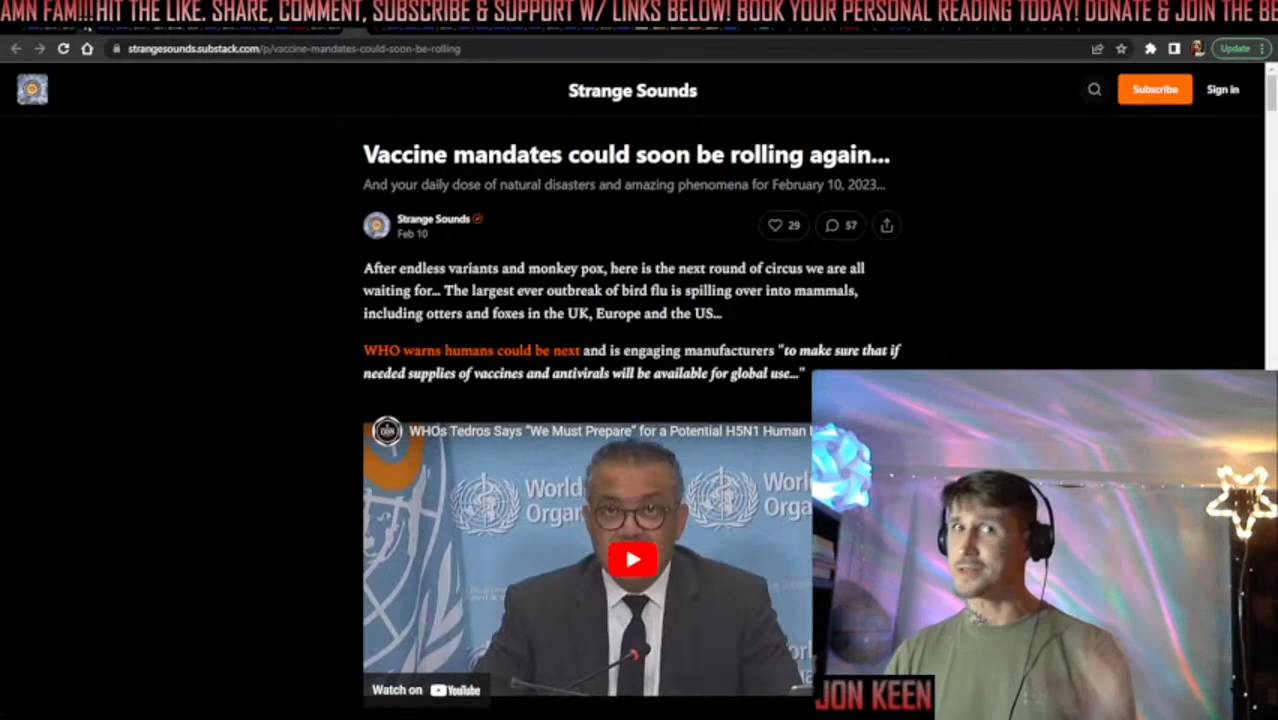 AMN FAM!!! HIT THE LIKE. SHARE, COMMENT, SUBSCRIBE & SUPPORT W/ LINKS BELOW! BOOK YOUR PERSONAL READING TODAY! DONATE & JOIN THE BE
strangesounds.substack.com/p/vaccine-mandates-could-soon-be-rolling
Update
Strange Sounds
Subscribe
Sign in
Vaccine mandates could soon be rolling again...
And your daily dose of natural disasters and amazing phenomena for February 10, 2023...
Strange Sounds
Feb 10
29
57
After endless variants and monkey pox, here is the next round of circus we are all
waiting for... The largest ever outbreak of bird flu is spilling over into mammals,
including otters and foxes in the UK, Europe and the US...
WHO warns humans could be next and is engaging manufacturers "to make sure that if
needed supplies of vaccines and antivirals will be available for global use..."
WHOs Tedros Says "We Must Prepare" for a Potential H5N1 Human
World
Organ
Worl
Orga
Watch on YouTube
JON KEEN